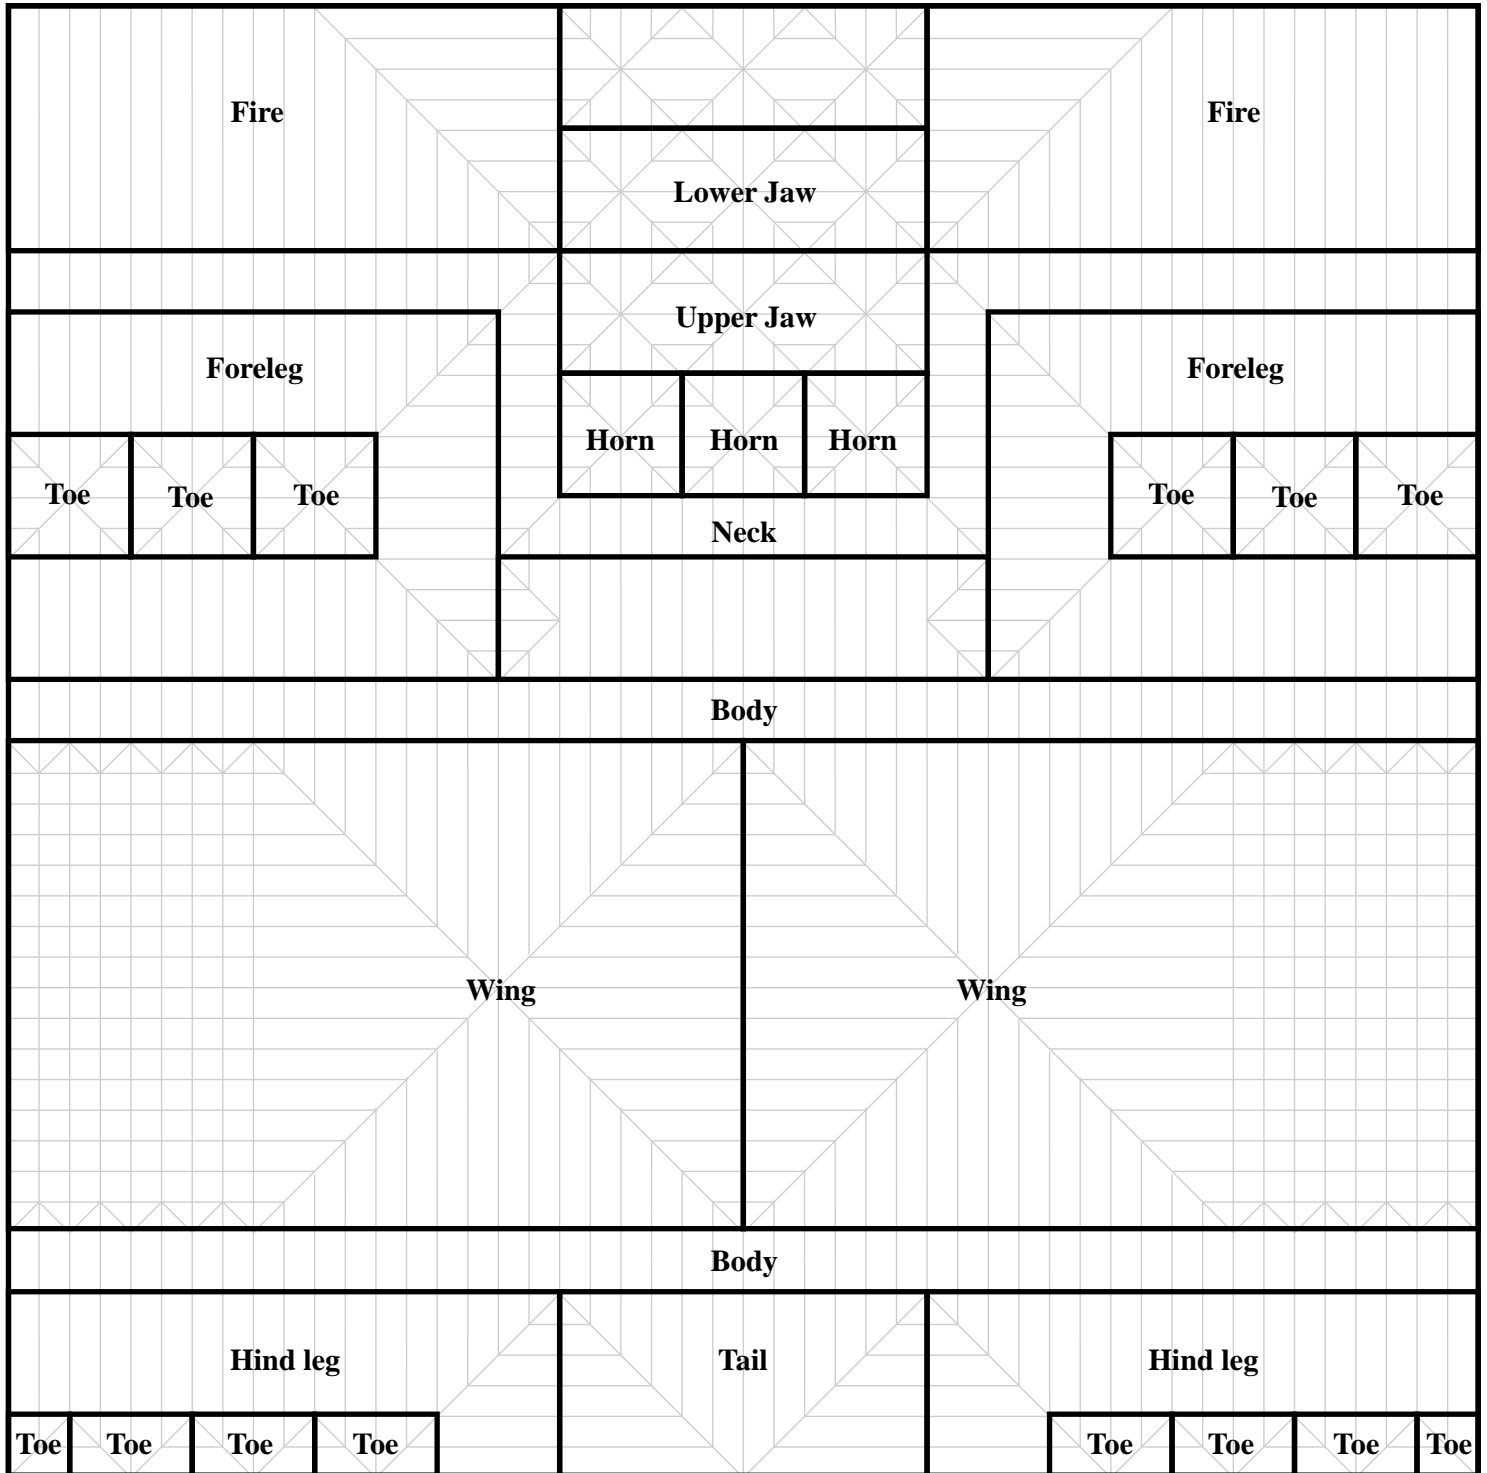 Fire
Fire
Lower Jaw
Upper Jaw
Foreleg
Foreleg
Horn Horn Horn
Toe Toe Toe
Toe Toe Toe
Neck
Body
Wing
Wing
Body
Hind leg
Tail
Hind leg
Toe Toe Toe Toe
Toe Toe Toe Toe